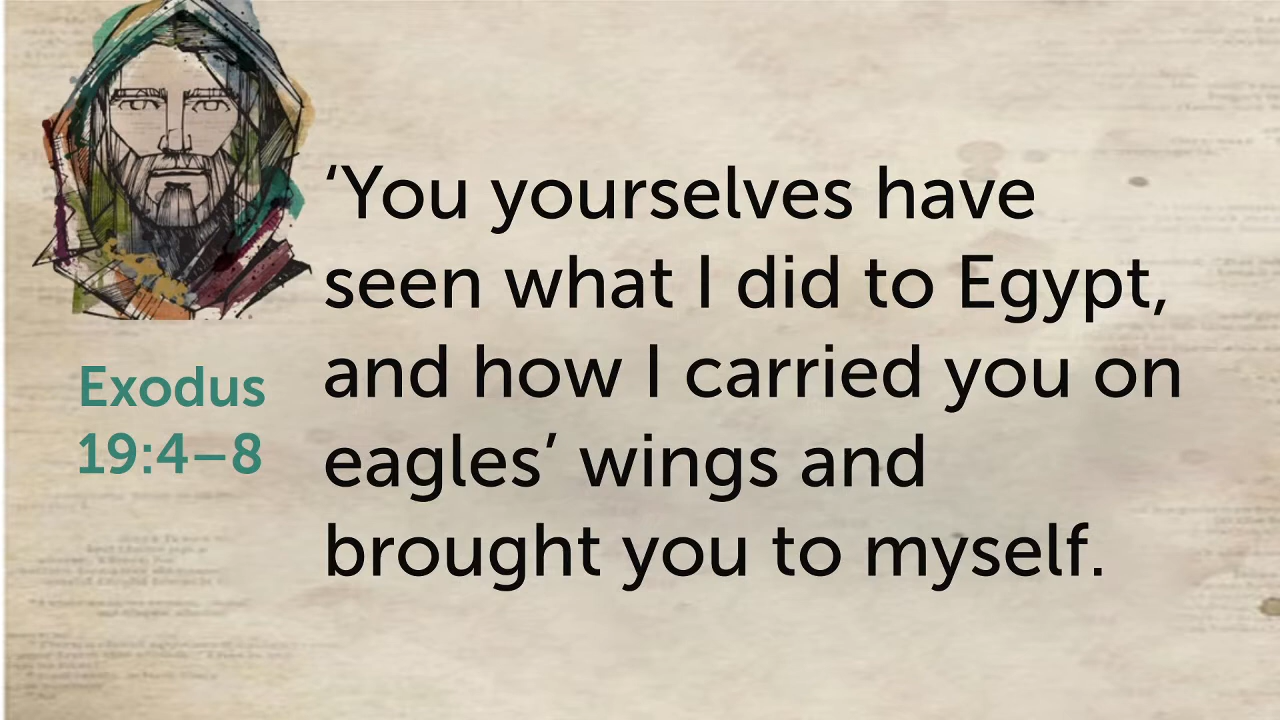 ‘You yourselves have
seen what I did to Egypt,
and how I carried you on
eagles’ wings and
brought you to myself.
Exodus
19:4–8